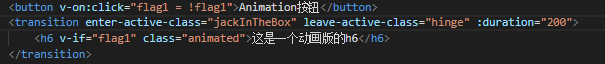 <button v-on:click="flag1 = !flag1">Animation按钮</button>
<transition enter-active-class="jackInTheBox" leave-active-class="hinge" :duration="200">
<h6 v-if="flag1" class="animated">这是一个动画版的h6</h6>
</transition>